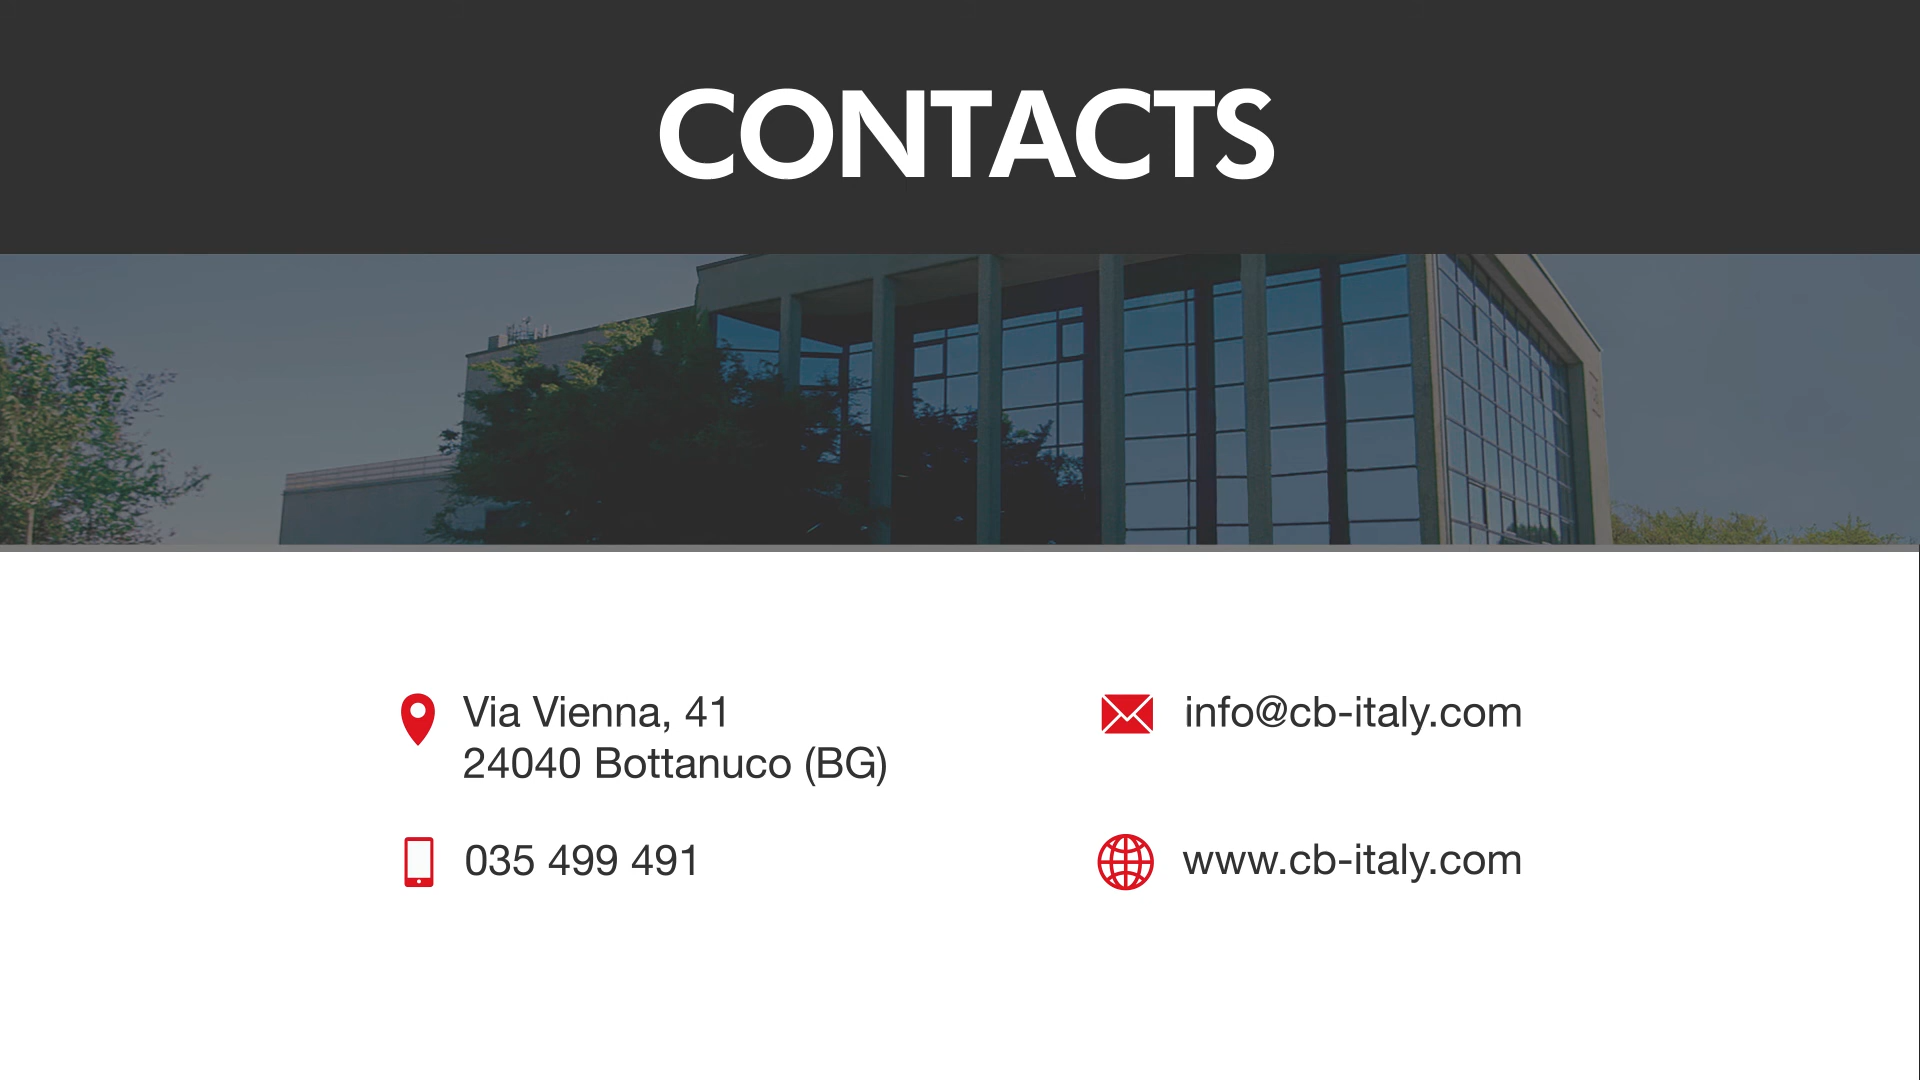 CONTACTS
Via Vienna, 41
24040 Bottanuco (BG)
035 499 491
info@cb-italy.com
www.cb-italy.com